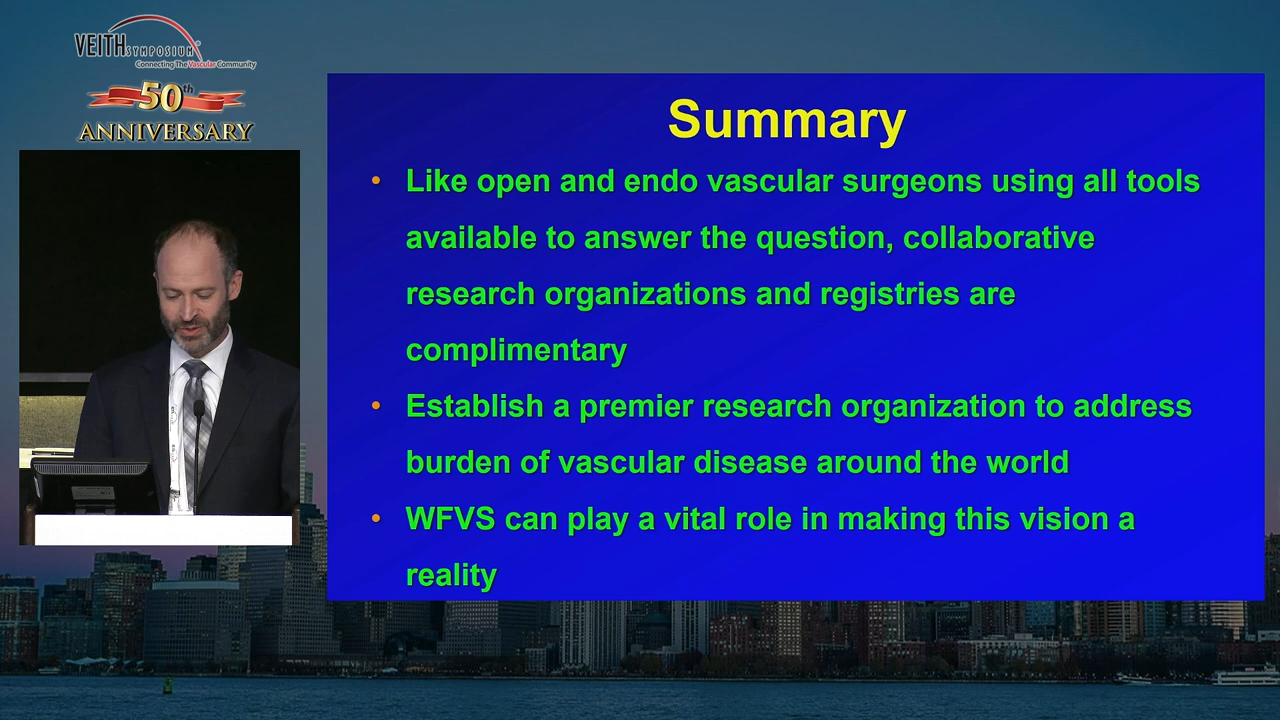 VEITHSYMPOSIUM®
Connecting The Vascular Community
50th
ANNIVERSARY
Summary
• Like open and endo vascular surgeons using all tools
available to answer the question, collaborative
research organizations and registries are
complimentary
• Establish a premier research organization to address
burden of vascular disease around the world
• WFVS can play a vital role in making this vision a
reality